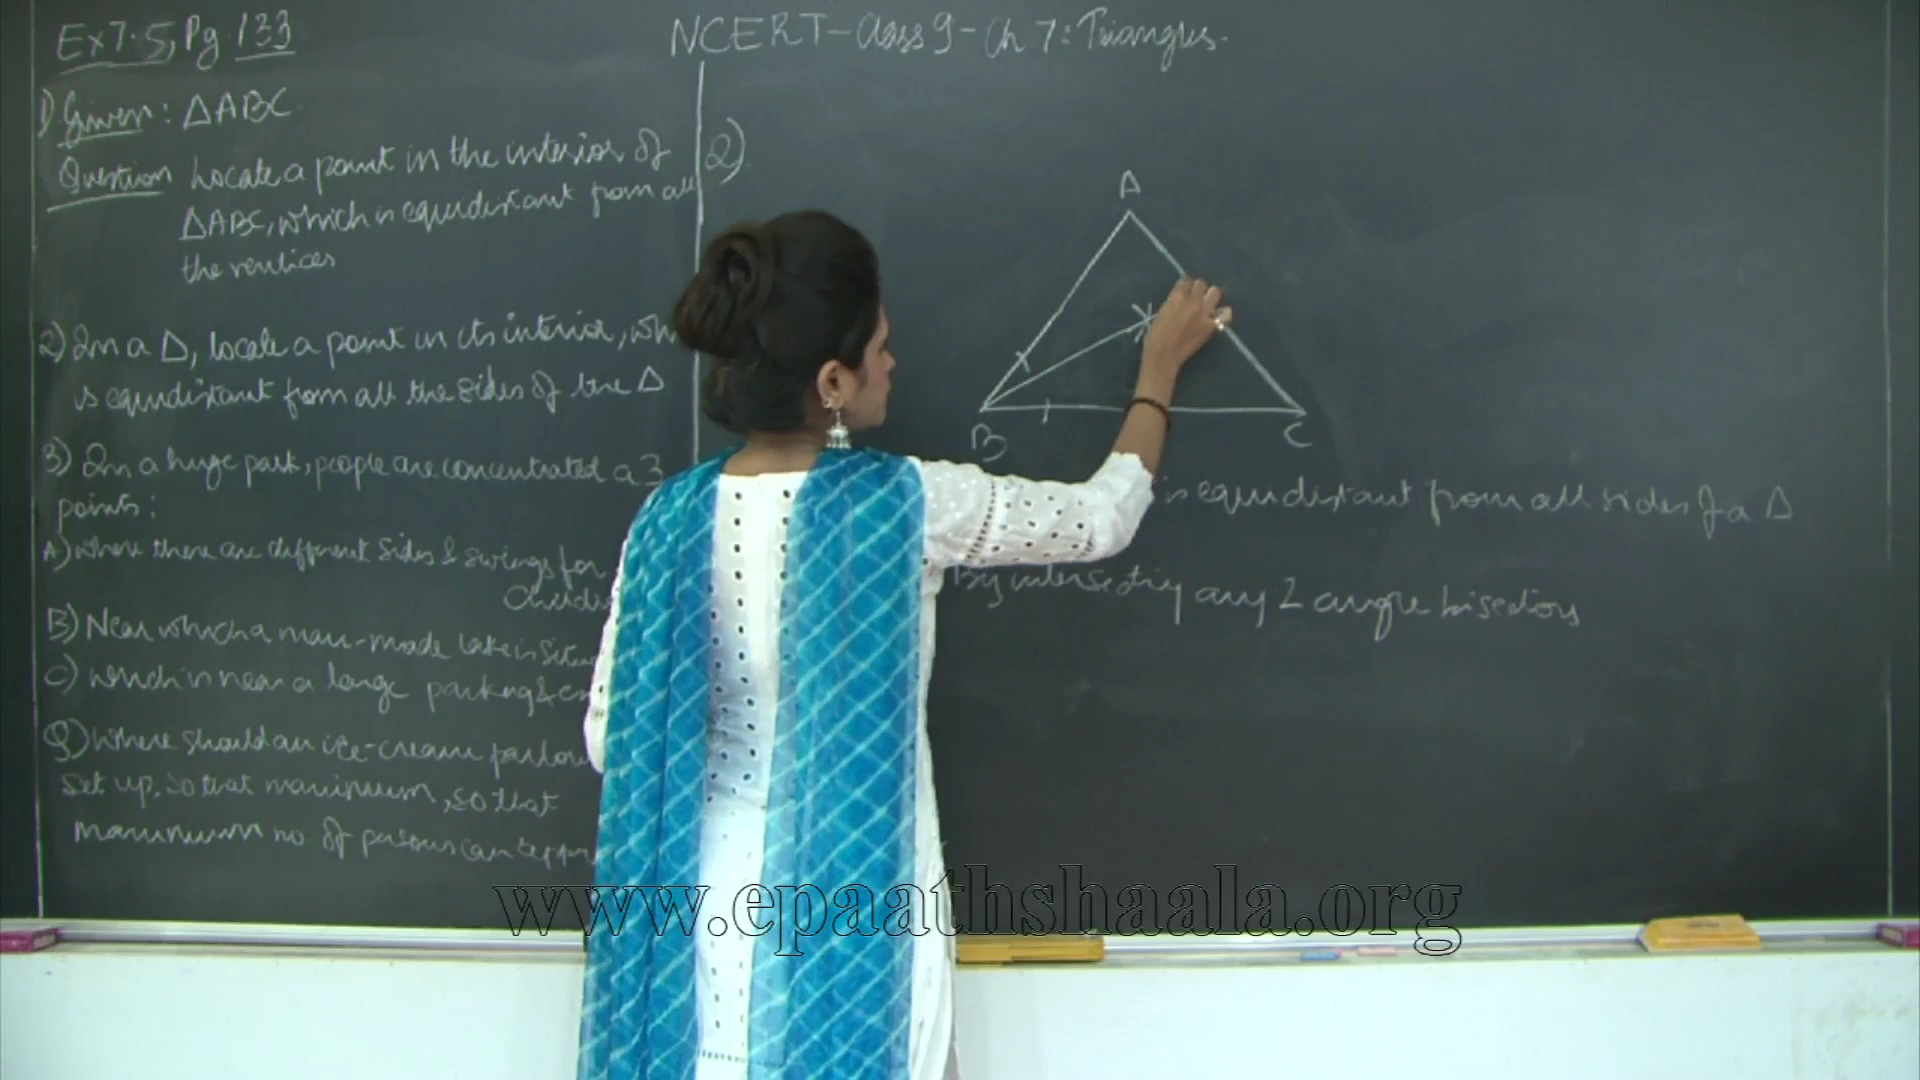 Ex 7.5, Pg 133
NCERT - Class 9 - Ch 7: Triangles.
1) Given: △ABC
Question Locate a point in the interior of
△ABC, which is equidistant from all
the vertices
2) In a △, locate a point in its interior, wh
is equidistant from all the sides of the △
3) In a huge park, people are concentrated a 3
points:
A) where there are different Sides & swings for
B) Near which a man-made lake is situ
C) which is near a large parking &
Q) where should an ice-cream parlou
set up, so that maximum, so that
maximum no. of persons can
2).
A
B
C
is equidistant from all sides of a △
By intersecting any 2 angle bisectors
www.epaathshaala.org